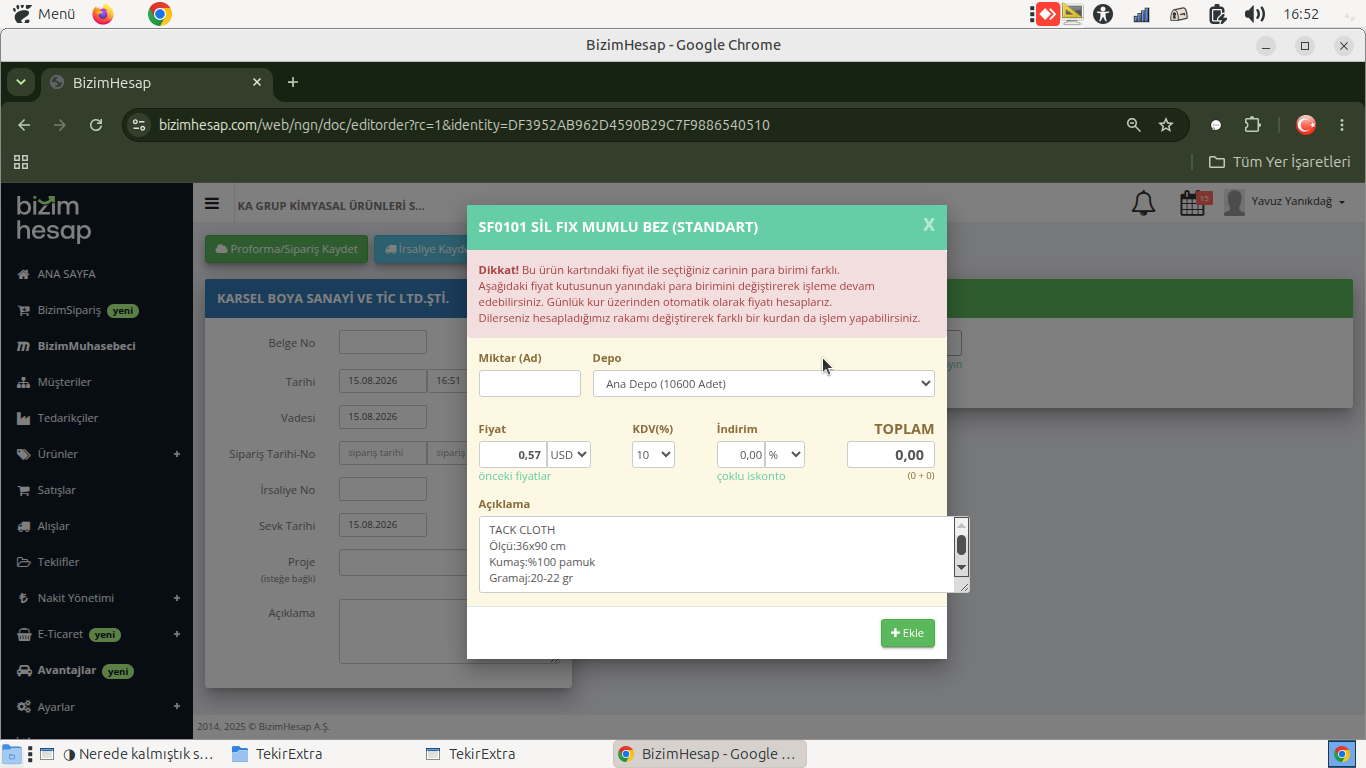 Menü
16:52
BizimHesap - Google Chrome
BizimHesap
bizimhesap.com/web/ngn/doc/editorder?rc=1&identity=DF3952AB962D4590B29C7F9886540510
Tüm Yer İşaretleri
bizim
hesap
KA GRUP KİMYASAL ÜRÜNLERİ S...
15
Yavuz Yanıkdağ
Proforma/Sipariş Kaydet
İrsaliye Kayde
ANA SAYFA
BizimSipariş yeni
BizimMuhasebeci
Müşteriler
Tedarikçiler
Ürünler +
Satışlar
Alışlar
Teklifler
Nakit Yönetimi +
E-Ticaret yeni +
Avantajlar yeni
Ayarlar +
KARSEL BOYA SANAYİ VE TİC LTD.ŞTİ.
Belge No
Tarihi 15.08.2026 16:51
Vadesi 15.08.2026
Sipariş Tarihi-No sipariş tarihi sipariş
İrsaliye No
Sevk Tarihi 15.08.2026
Proje
(isteğe bağlı)
Açıklama
SF0101 SİL FIX MUMLU BEZ (STANDART)
X
Dikkat! Bu ürün kartındaki fiyat ile seçtiğiniz carinin para birimi farklı.
Aşağıdaki fiyat kutusunun yanındaki para birimini değiştirerek işleme devam
edebilirsiniz. Günlük kur üzerinden otomatik olarak fiyatı hesaplarız.
Dilerseniz hesapladığımız rakamı değiştirerek farklı bir kurdan da işlem yapabilirsiniz.
Miktar (Ad) Depo
Ana Depo (10600 Adet)
Fiyat KDV(%) İndirim TOPLAM
0,57 USD 10 0,00 % 0,00
önceki fiyatlar çoklu iskonto (0 + 0)
Açıklama
TACK CLOTH
Ölçü:36x90 cm
Kumaş:%100 pamuk
Gramaj:20-22 gr
+ Ekle
yin
2014, 2025 © BizimHesap A.Ş.
Nerede kalmıştık s...
TekirExtra
TekirExtra
BizimHesap - Google ...